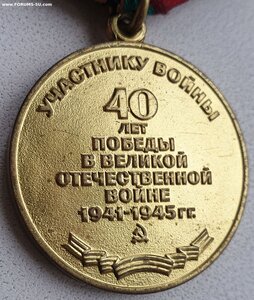 www.FORUMS-SU.com
УЧАСТНИКУ ВОЙНЫ
40
ЛЕТ
ПОБЕДЫ
В ВЕЛИКОЙ
ОТЕЧЕСТВЕННОЙ
ВОЙНЕ
1941-1945 гг.